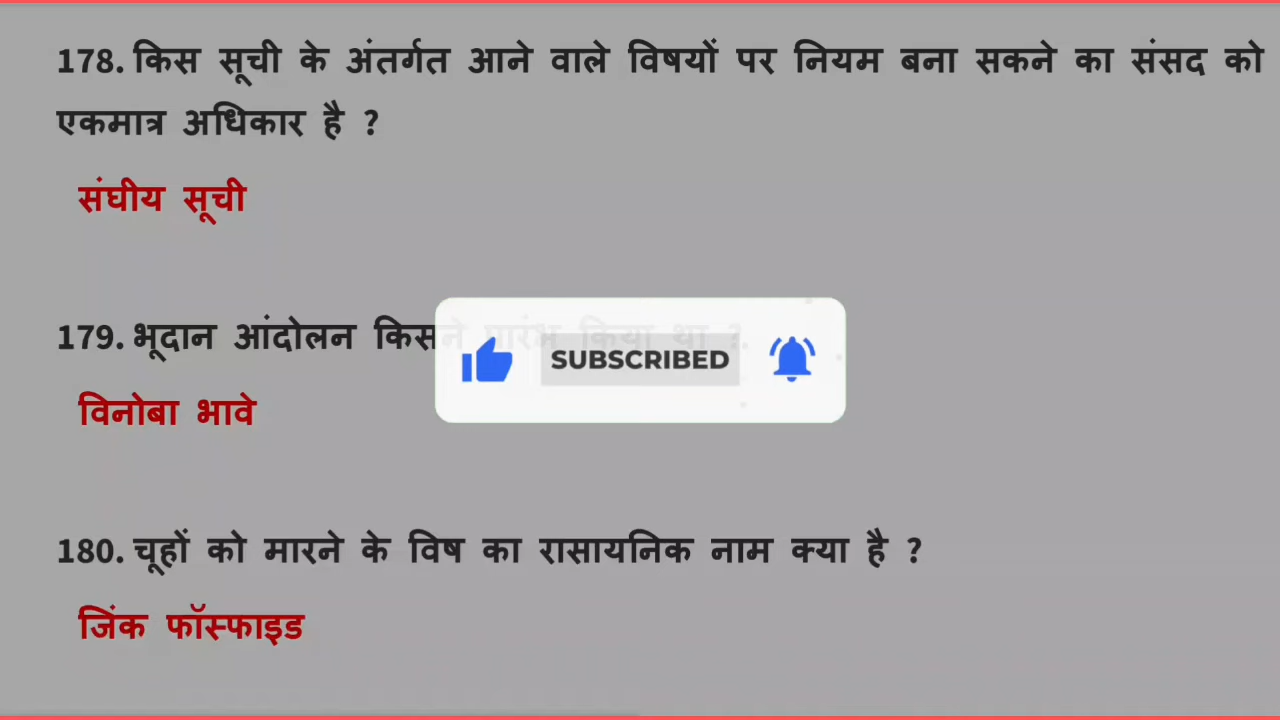 178. किस सूची के अंतर्गत आने वाले विषयों पर नियम बना सकने का संसद को
एकमात्र अधिकार है ?
संघीय सूची
179. भूदान आंदोलन किसने प्रारंभ किया था ?
SUBSCRIBED
विनोबा भावे
180. चूहों को मारने के विष का रासायनिक नाम क्या है ?
जिंक फॉस्फाइड